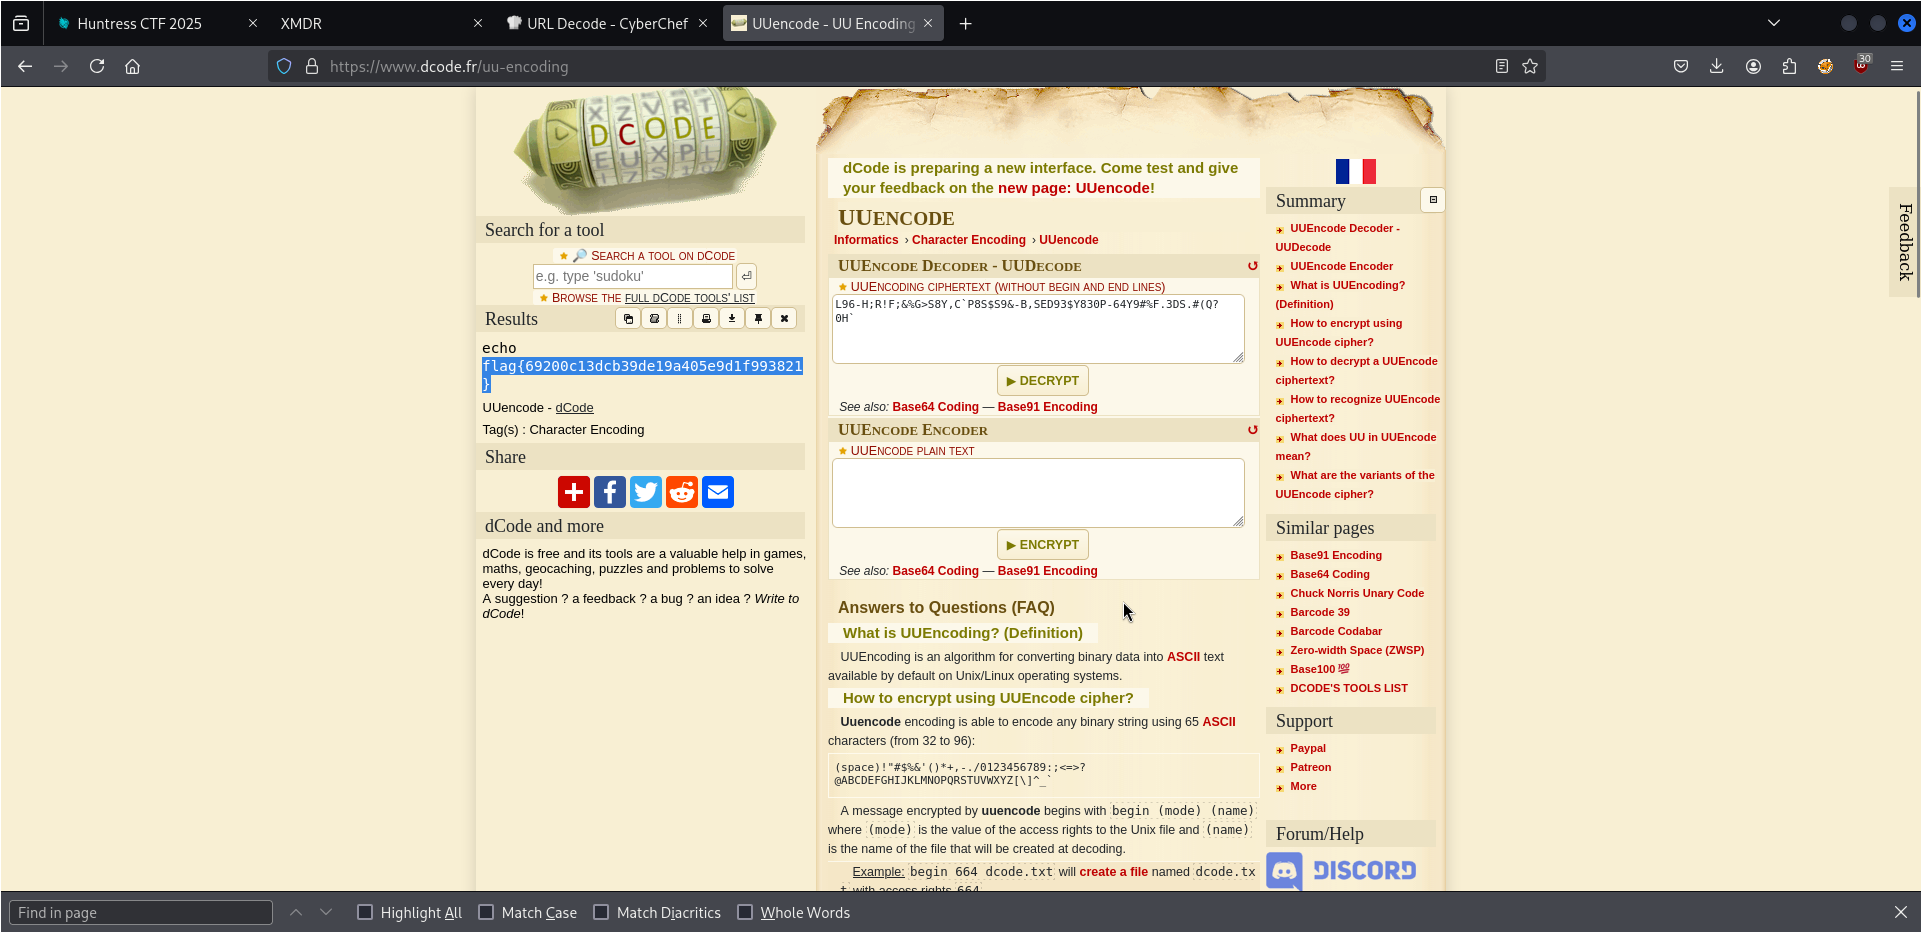 Huntress CTF 2025
XMDR
URL Decode - CyberChef
UUencode - UU Encoding
https://www.dcode.fr/uu-encoding
30
DCODE
Search for a tool
SEARCH A TOOL ON DCODE
e.g. type 'sudoku'
BROWSE THE FULL DCODE TOOLS' LIST
Results
echo
flag{69200c13dcb39de19a405e9d1f993821
}
UUencode - dCode
Tag(s) : Character Encoding
Share
dCode and more
dCode is free and its tools are a valuable help in games,
maths, geocaching, puzzles and problems to solve
every day!
A suggestion ? a feedback ? a bug ? an idea ? Write to
dCode!
dCode is preparing a new interface. Come test and give
your feedback on the new page: UUencode!
UUENCODE
Informatics › Character Encoding › UUencode
UUENCODE DECODER - UUDECODE
UUENCODING CIPHERTEXT (WITHOUT BEGIN AND END LINES)
L96-H;R!F;&%G>S8Y,C`P8S$S9&-B,SED93$Y830P-64Y9#%F.3DS.#(Q?
0H`
▶ DECRYPT
See also: Base64 Coding — Base91 Encoding
UUENCODE ENCODER
UUENCODE PLAIN TEXT
▶ ENCRYPT
See also: Base64 Coding — Base91 Encoding
Answers to Questions (FAQ)
What is UUEncoding? (Definition)
UUEncoding is an algorithm for converting binary data into ASCII text
available by default on Unix/Linux operating systems.
How to encrypt using UUEncode cipher?
Uuencode encoding is able to encode any binary string using 65 ASCII
characters (from 32 to 96):
(space)!"#$%&'()*+,-./0123456789:;<=>?
@ABCDEFGHIJKLMNOPQRSTUVWXYZ[\]^_`
A message encrypted by uuencode begins with begin (mode) (name)
where (mode) is the value of the access rights to the Unix file and (name)
is the name of the file that will be created at decoding.
Example: begin 664 dcode.txt will create a file named dcode.tx
t with access rights 664
Summary
UUEncode Decoder -
UUDecode
UUEncode Encoder
What is UUEncoding?
(Definition)
How to encrypt using
UUEncode cipher?
How to decrypt a UUEncode
ciphertext?
How to recognize UUEncode
ciphertext?
What does UU in UUEncode
mean?
What are the variants of the
UUEncode cipher?
Similar pages
Base91 Encoding
Base64 Coding
Chuck Norris Unary Code
Barcode 39
Barcode Codabar
Zero-width Space (ZWSP)
Base100 💯
DCODE'S TOOLS LIST
Support
Paypal
Patreon
More
Forum/Help
DISCORD
Feedback
Find in page
Highlight All
Match Case
Match Diacritics
Whole Words